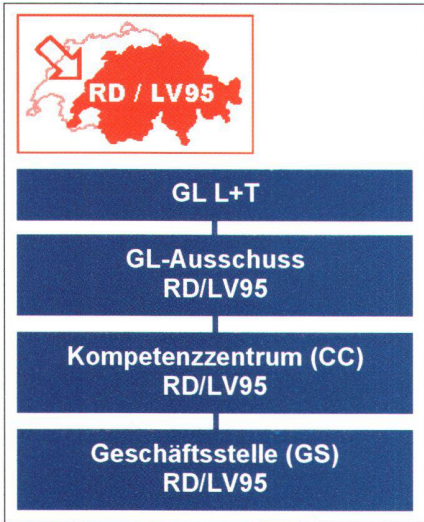 RD / LV95
GL L+T
GL-Ausschuss
RD/LV95
Kompetenzzentrum (CC)
RD/LV95
Geschäftsstelle (GS)
RD/LV95